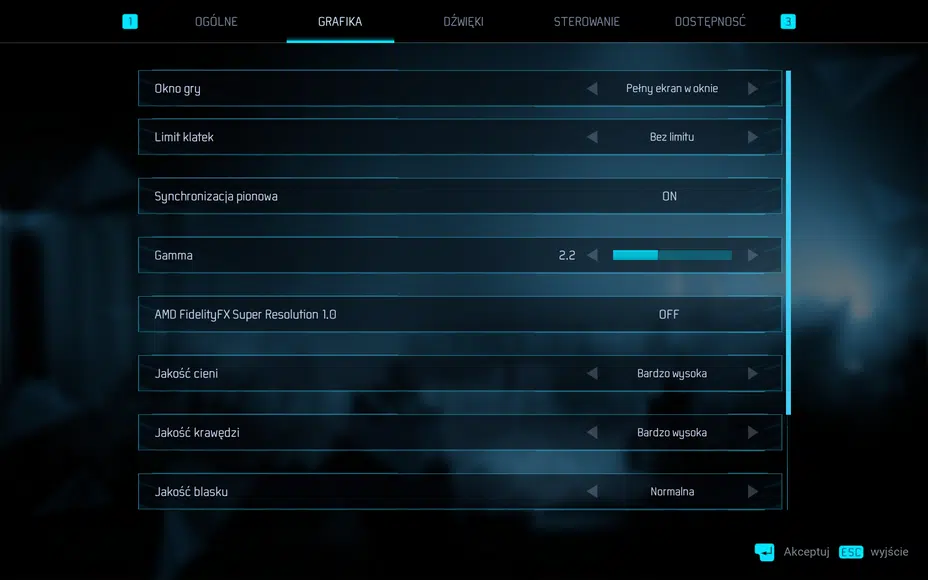 1 OGÓLNE GRAFIKA DŹWIĘKI STEROWANIE DOSTĘPNOSĆ 3
Okno gry Pełny ekran w oknie
Limit klatek Bez limitu
Synchronizacja pionowa ON
Gamma 2.2
AMD FidelityFX Super Resolution 1.0 OFF
Jakość cieni Bardzo wysoka
Jakość krawędzi Bardzo wysoka
Jakość blasku Normalna
Akceptuj ESC wyjście